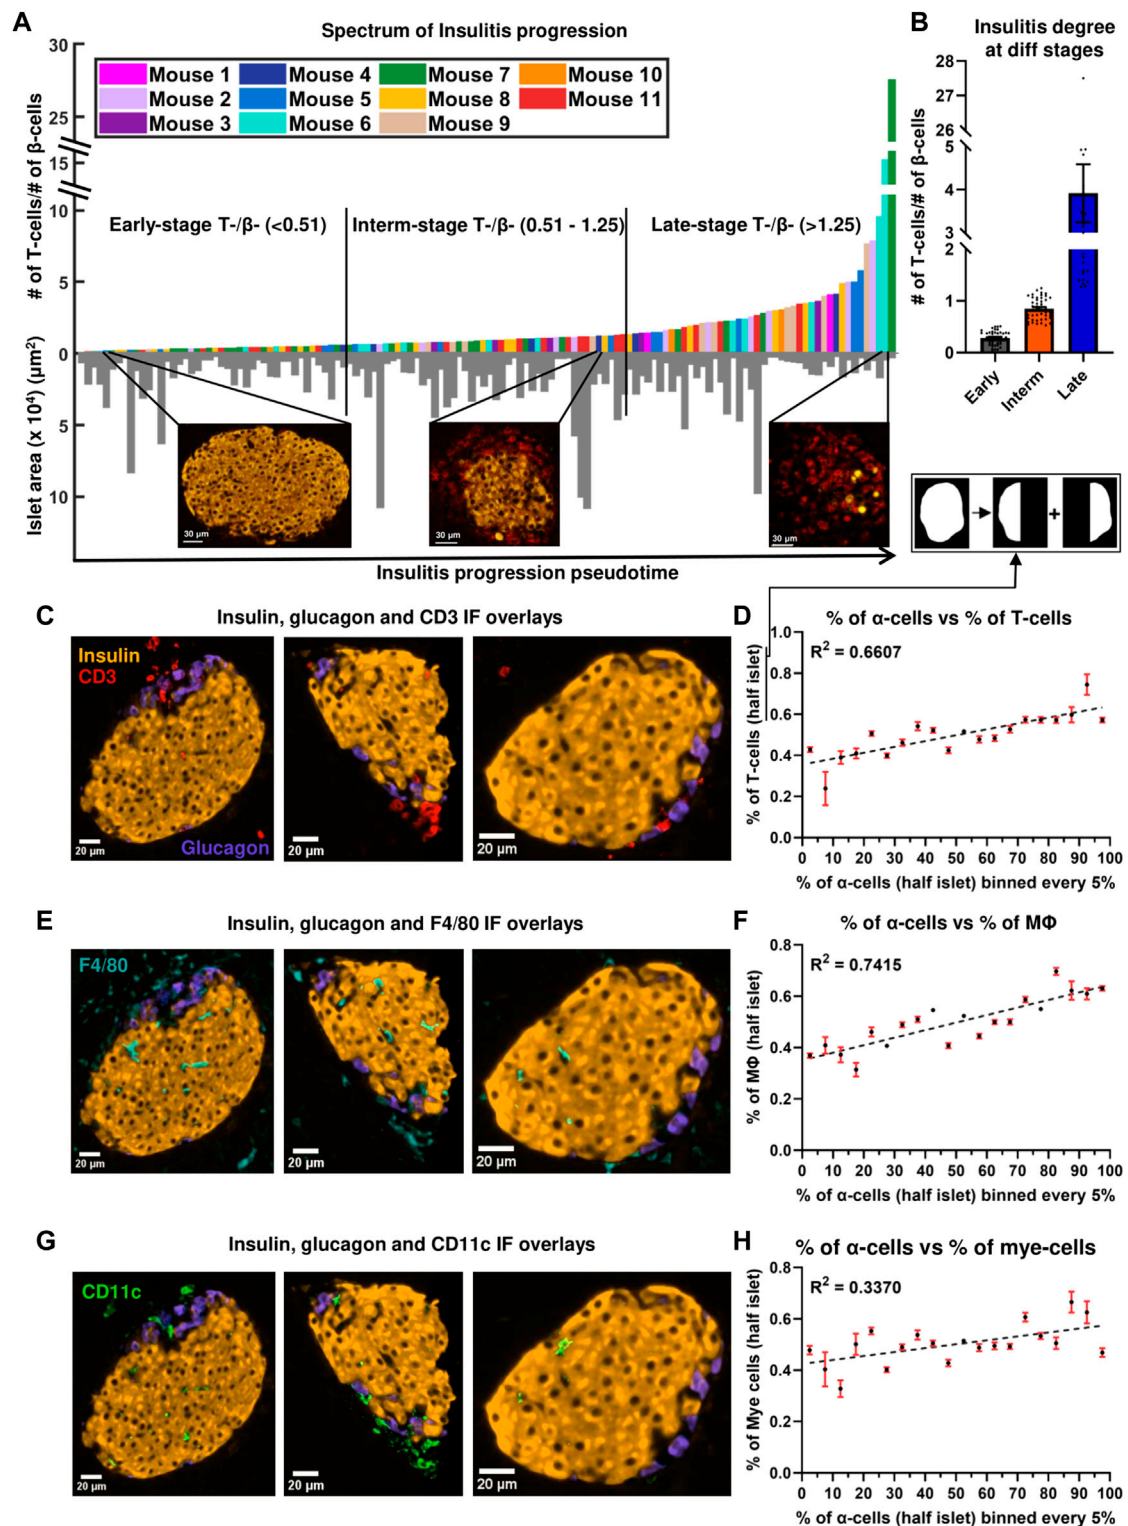 A
Spectrum of Insulitis progression
30
25
15
10
5
0
5
10
# of T-cells/# of β-cells
Islet area (x 10⁴) (μm²)
Mouse 1 Mouse 4 Mouse 7 Mouse 10
Mouse 2 Mouse 5 Mouse 8 Mouse 11
Mouse 3 Mouse 6 Mouse 9
Early-stage T-/β- (<0.51) Interm-stage T-/β- (0.51 - 1.25) Late-stage T-/β- (>1.25)
30 μm 30 μm 30 μm
Insulitis progression pseudotime
B
Insulitis degree
at diff stages
# of T-cells/# of β-cells
28
27
26
5
4
3
2
1
0
Early Interm Late
+
C
Insulin, glucagon and CD3 IF overlays
Insulin
CD3
Glucagon
20 μm 20 μm 20 μm
D
% of α-cells vs % of T-cells
R² = 0.6607
% of T-cells (half islet)
1.0
0.8
0.6
0.4
0.2
0.0
0 10 20 30 40 50 60 70 80 90 100
% of α-cells (half islet) binned every 5%
E
Insulin, glucagon and F4/80 IF overlays
F4/80
20 μm 20 μm 20 μm
F
% of α-cells vs % of MΦ
R² = 0.7415
% of MΦ (half islet)
0.8
0.6
0.4
0.2
0.0
0 10 20 30 40 50 60 70 80 90 100
% of α-cells (half islet) binned every 5%
G
Insulin, glucagon and CD11c IF overlays
CD11c
20 μm 20 μm 20 μm
H
% of α-cells vs % of mye-cells
R² = 0.3370
% of Mye cells (half islet)
0.8
0.6
0.4
0.2
0.0
0 10 20 30 40 50 60 70 80 90 100
% of α-cells (half islet) binned every 5%